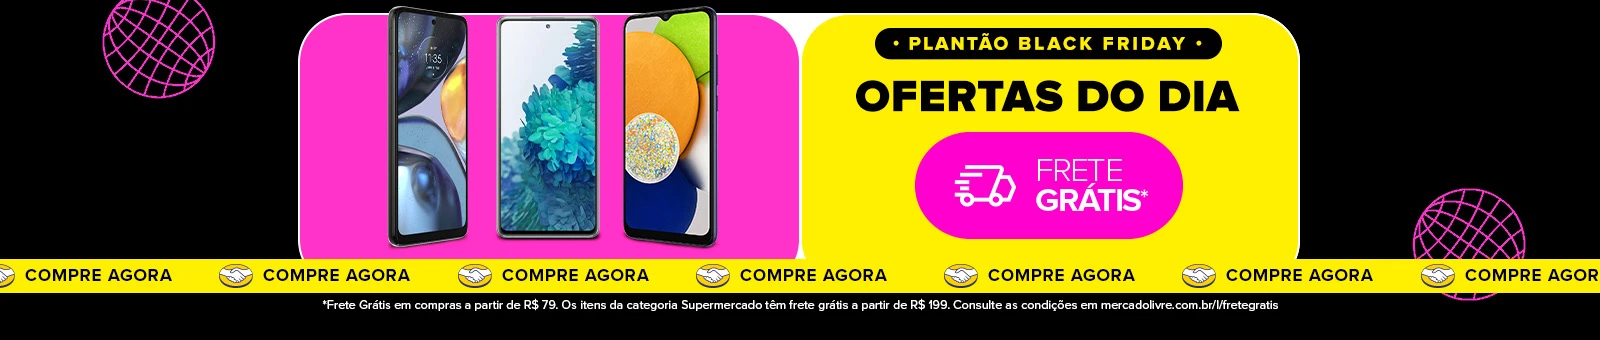 11:35
• PLANTÃO BLACK FRIDAY •
OFERTAS DO DIA
FRETE
GRÁTIS*
COMPRE AGORA COMPRE AGORA COMPRE AGORA COMPRE AGORA COMPRE AGORA COMPRE AGORA COMPRE AGOR
*Frete Grátis em compras a partir de R$ 79. Os itens da categoria Supermercado têm frete grátis a partir de R$ 199. Consulte as condições em mercadolivre.com.br/l/fretegratis